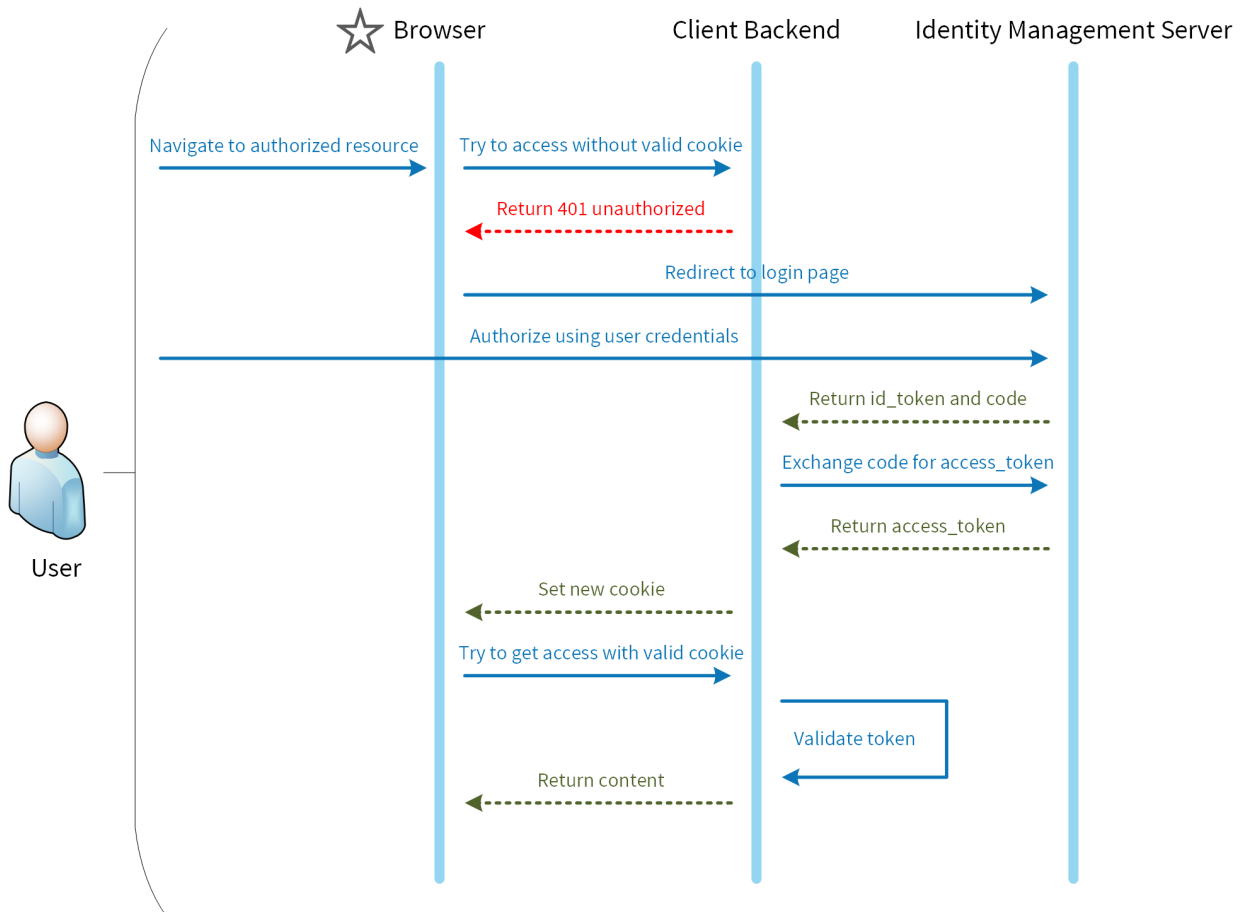 Browser
Client Backend
Identity Management Server
Navigate to authorized resource
Try to access without valid cookie
Return 401 unauthorized
Redirect to login page
Authorize using user credentials
Return id_token and code
Exchange code for access_token
Return access_token
User
Set new cookie
Try to get access with valid cookie
Validate token
Return content